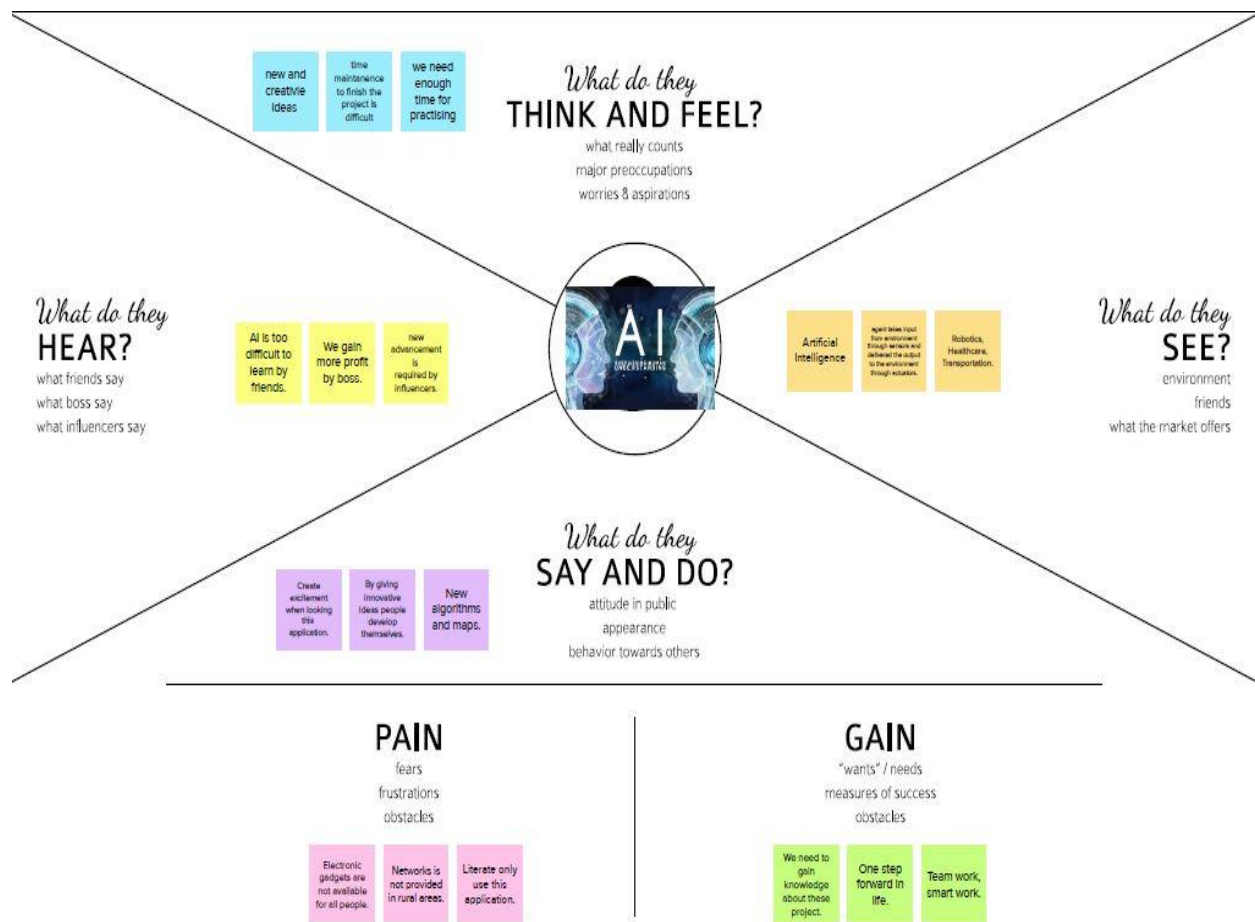 new and
creativie
ideas
time
maintanence
to finish the
project is
difficult
we need
enough
time for
practising
What do they
THINK AND FEEL?
what really counts
major preoccupations
worries & aspirations
What do they
HEAR?
what friends say
what boss say
what influencers say
AI is too
difficult to
learn by
friends.
We gain
more profit
by boss.
new
advancement
is
required by
influencers.
AI
Artificial
Intelligence
agent takes input
from environment
through sensors and
delivered the output
to the environment
through actuators.
Robotics,
Healthcare,
Transportation.
What do they
SEE?
environment
friends
what the market offers
What do they
SAY AND DO?
attitude in public
appearance
behavior towards others
Create
excitement
when looking
this
application.
By giving
innovative
ideas people
develop
themselves.
New
algorithms
and maps.
PAIN
fears
frustrations
obstacles
Electronic
gadgets are
not available
for all people.
Networks is
not provided
in rural areas.
Literate only
use this
application.
GAIN
"wants" / needs
measures of success
obstacles
We need to
gain
knowledge
about these
project.
One step
forward in
life.
Team work,
smart work.